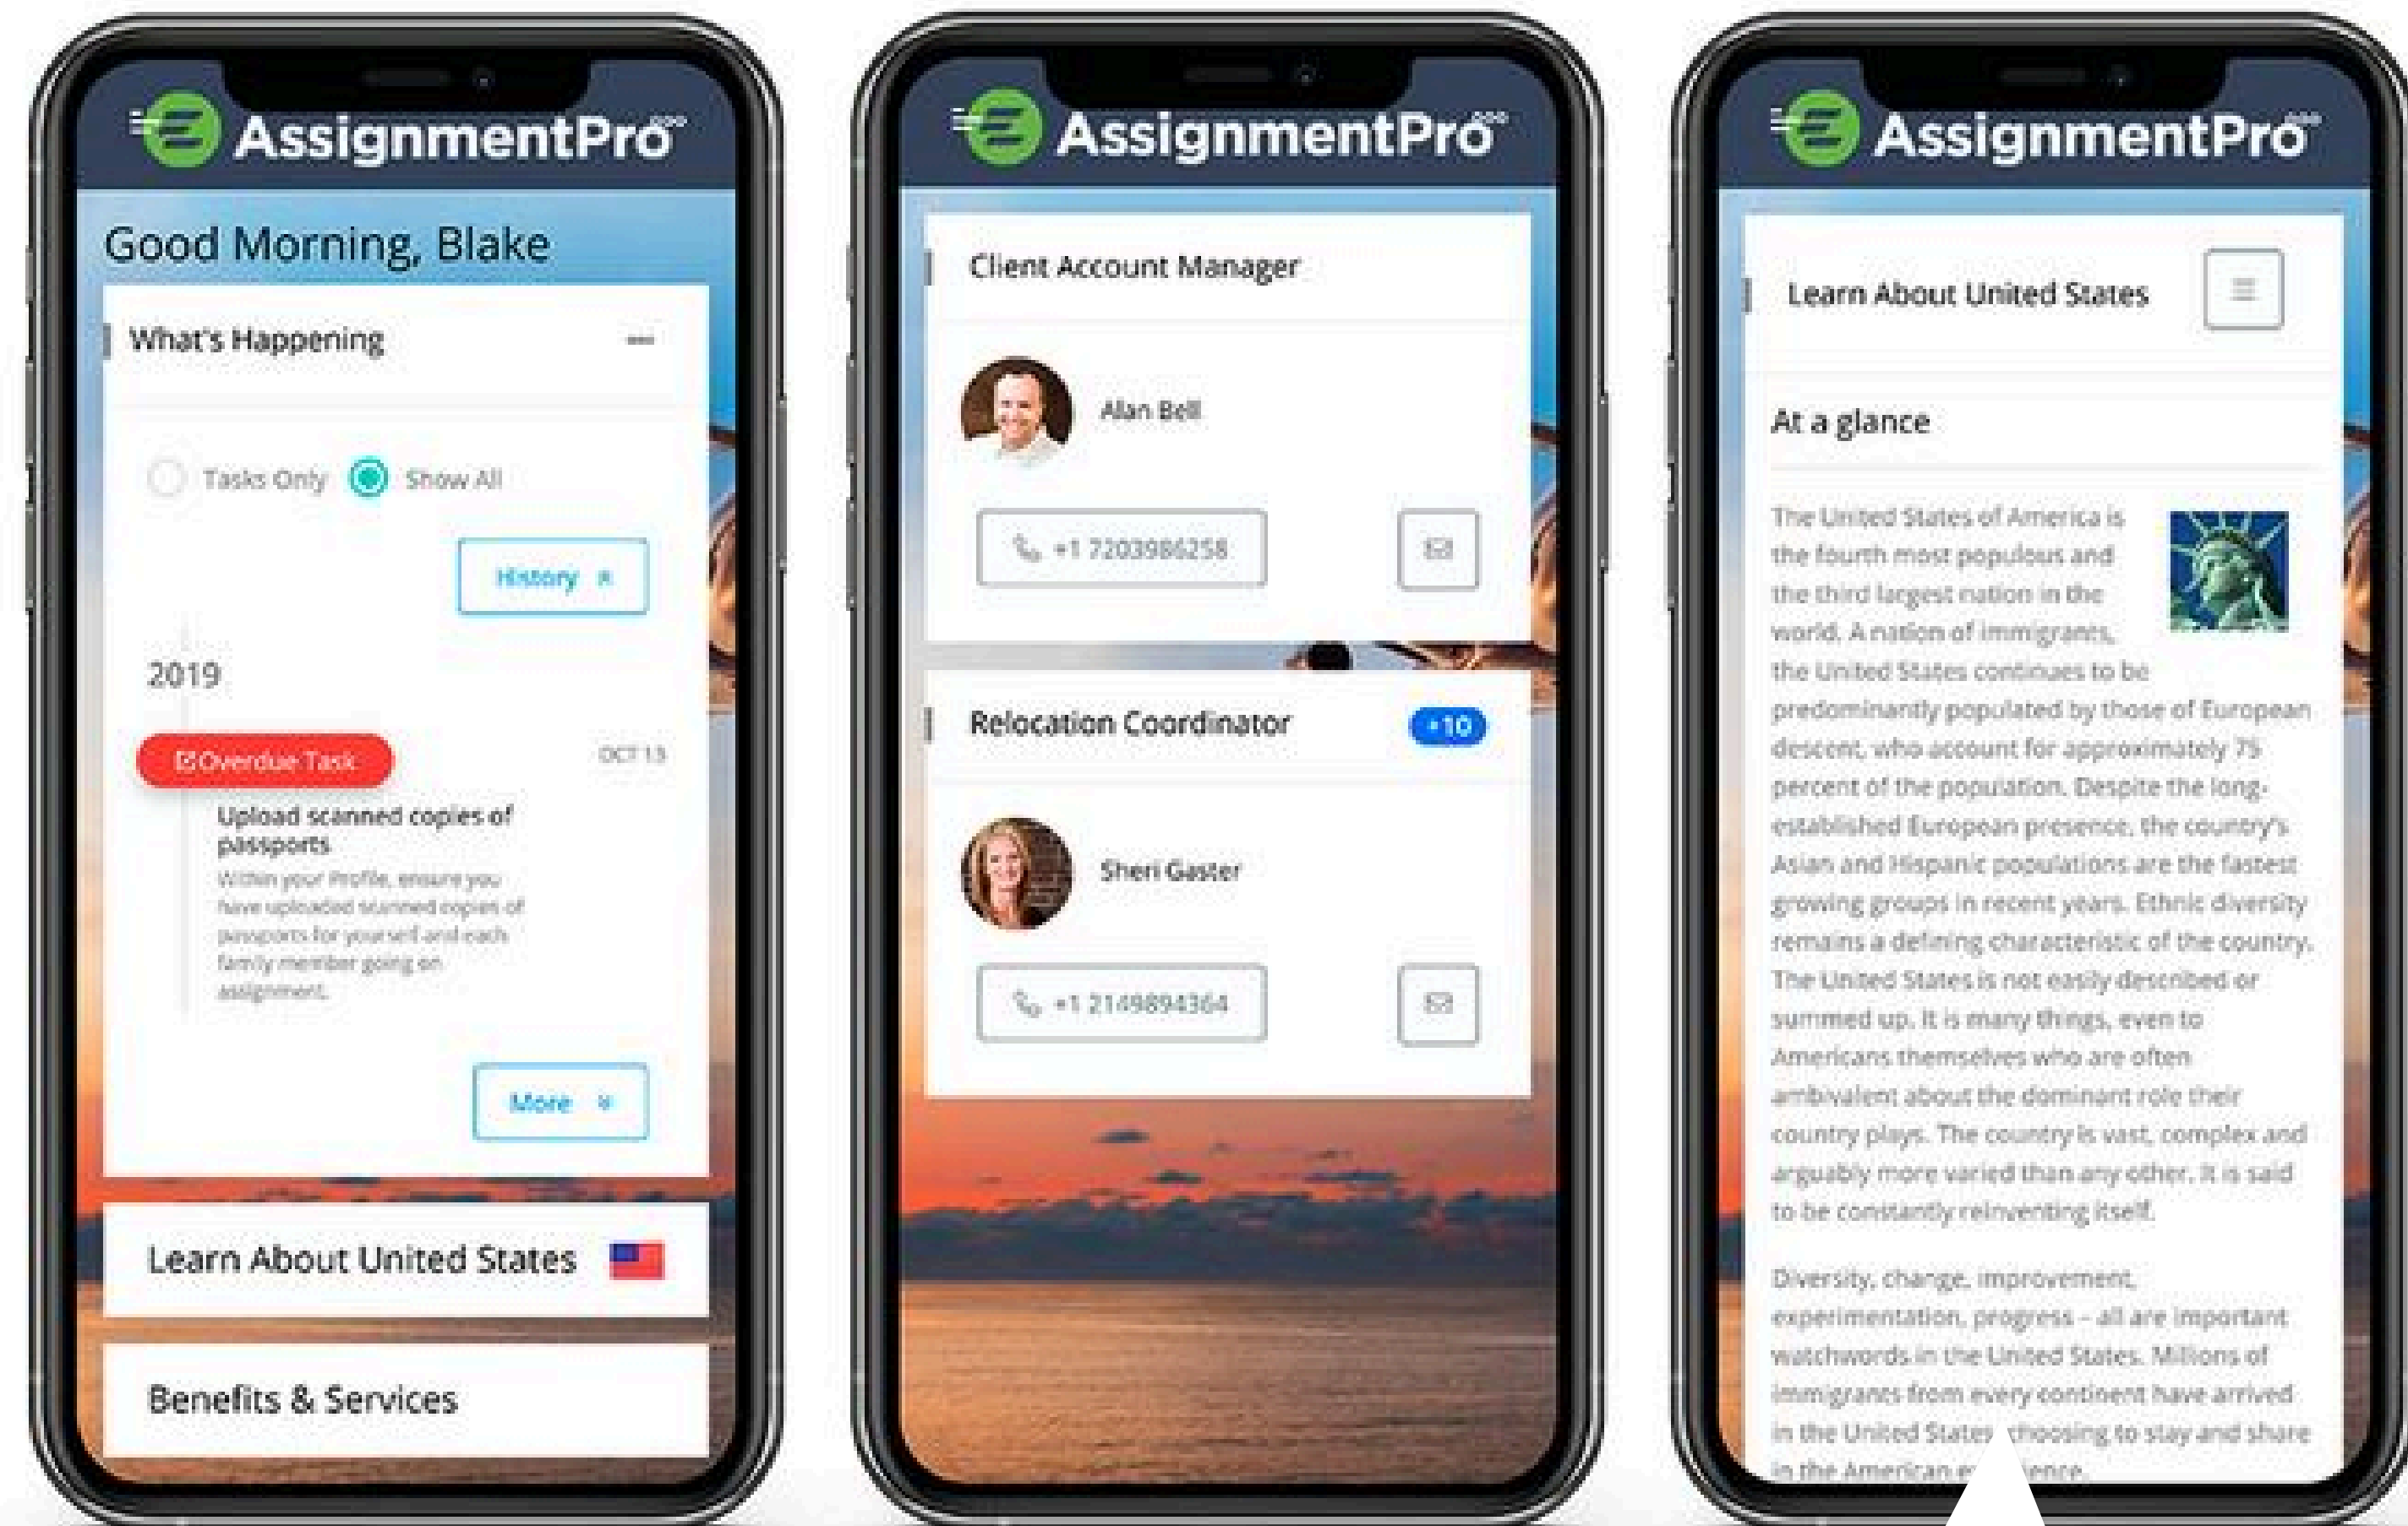 AssignmentPro
Good Morning, Blake
What's Happening
Tasks Only Show All
History
2019
Overdue Task OCT 13
Upload scanned copies of
passports
Within your Profile, ensure you
have uploaded scanned copies of
passports for yourself and each
family member going on
assignment.
More
Learn About United States
Benefits & Services
AssignmentPro
Client Account Manager
Alan Bell
+1 7203986258
Relocation Coordinator +10
Sheri Gaster
+1 2149894364
AssignmentPro
Learn About United States
At a glance
The United States of America is
the fourth most populous and
the third largest nation in the
world. A nation of immigrants,
the United States continues to be
predominantly populated by those of European
descent, who account for approximately 75
percent of the population. Despite the long-
established European presence, the country's
Asian and Hispanic populations are the fastest
growing groups in recent years. Ethnic diversity
remains a defining characteristic of the country.
The United States is not easily described or
summed up. It is many things, even to
Americans themselves who are often
ambivalent about the dominant role their
country plays. The country is vast, complex and
arguably more varied than any other. It is said
to be constantly reinventing itself.
Diversity, change, improvement,
experimentation, progress – all are important
watchwords in the United States. Millions of
immigrants from every continent have arrived
in the United States choosing to stay and share
in the American